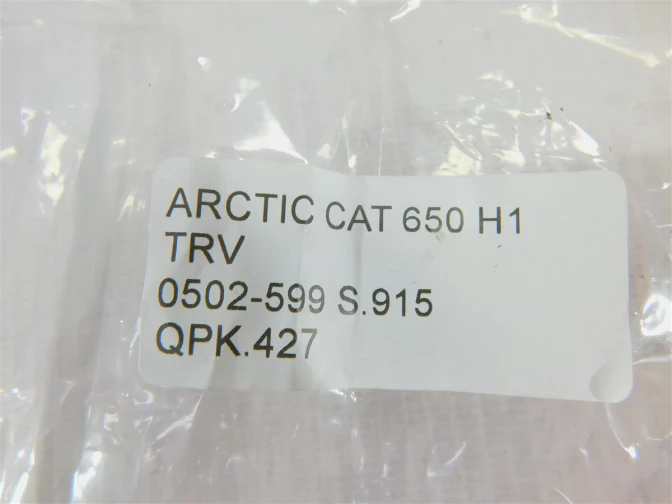 ARCTIC CAT 650 H1
TRV
0502-599 S.915
QPK.427